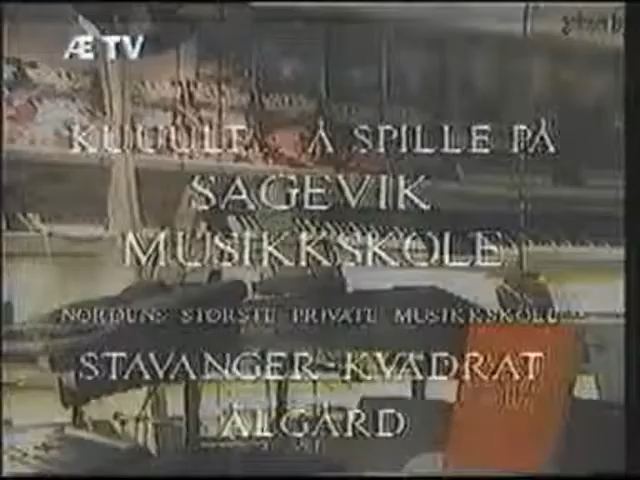 ÆTV
KUUULT Å SPILLE PÅ
SAGEVIK
MUSIKKSKOLE
NORDENS STØRSTE PRIVATE MUSIKKSKOLE
STAVANGER-KVADRAT
ÅLGÅRD